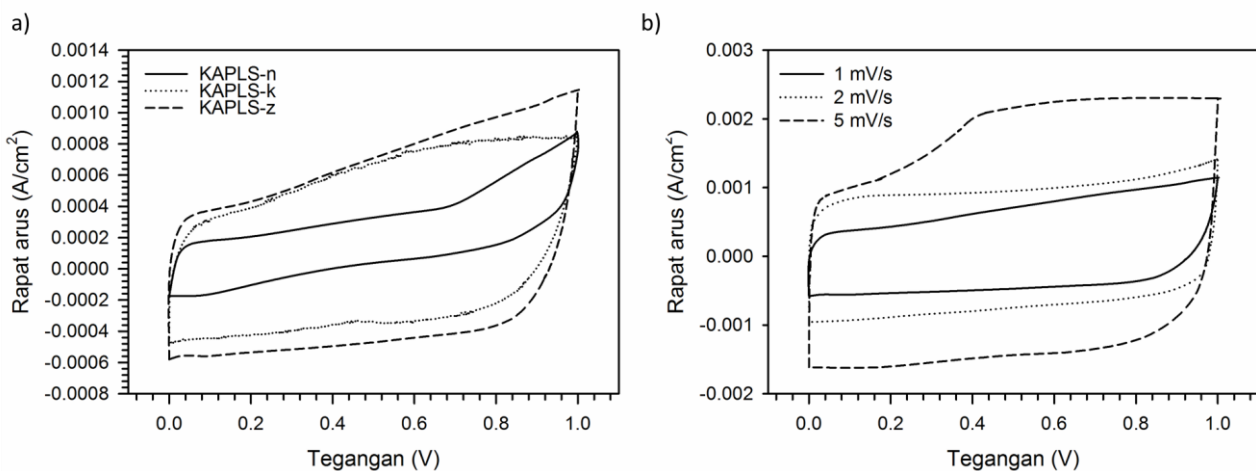 a)
Rapat arus (A/cm²)
0.0014
0.0012
0.0010
0.0008
0.0006
0.0004
0.0002
0.0000
-0.0002
-0.0004
-0.0006
-0.0008
KAPLS-n
KAPLS-k
KAPLS-z
0.0 0.2 0.4 0.6 0.8 1.0
Tegangan (V)
b)
Rapat arus (A/cm²)
0.003
0.002
0.001
0.000
-0.001
-0.002
1 mV/s
2 mV/s
5 mV/s
0.0 0.2 0.4 0.6 0.8 1.0
Tegangan (V)